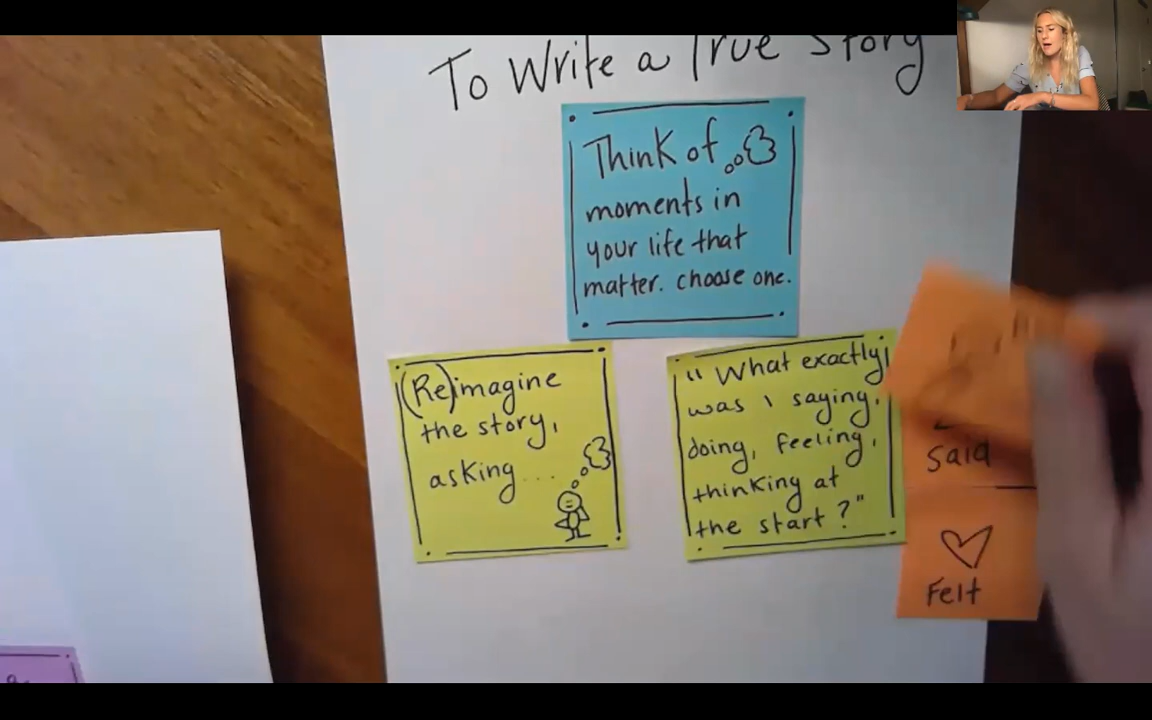 To Write a True Story
Think of
moments in
your life that
matter. choose one.
(Re)imagine
the story,
asking...
"What exactly
was I saying,
doing, feeling,
thinking at
the start?"
Said
Felt